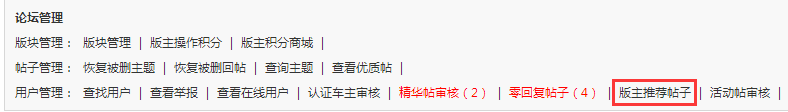 论坛管理
版块管理： 版块管理 | 版主操作积分 | 版主积分商城 |
帖子管理： 恢复被删主题 | 恢复被删回帖 | 查询主题 | 查看优质帖 |
用户管理： 查找用户 | 查看举报 | 查看在线用户 | 认证车主审核 | 精华帖审核（2） | 零回复帖子（4） | 版主推荐帖子 | 活动帖审核 |